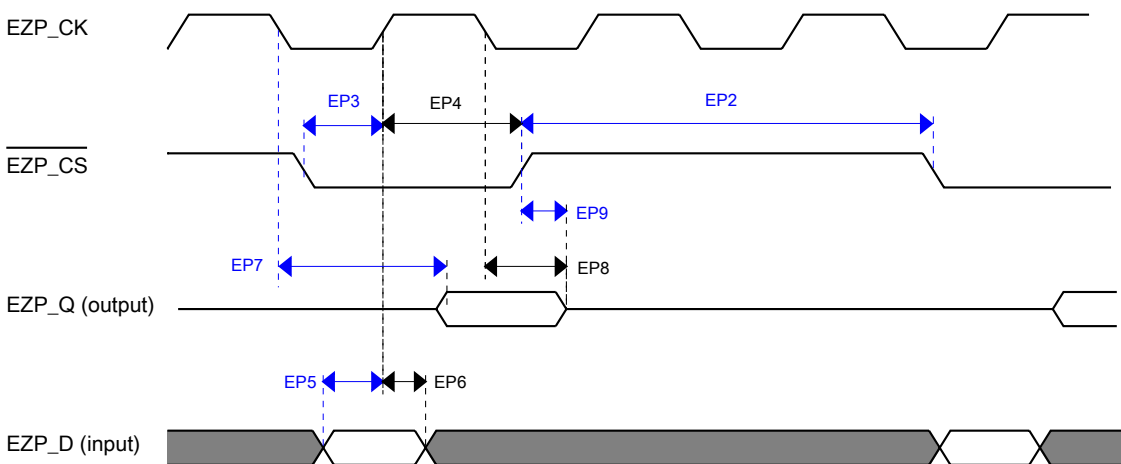 EZP_CK
EP3
EP4
EP2
EZP_CS
EP9
EP7
EP8
EZP_Q (output)
EP5
EP6
EZP_D (input)